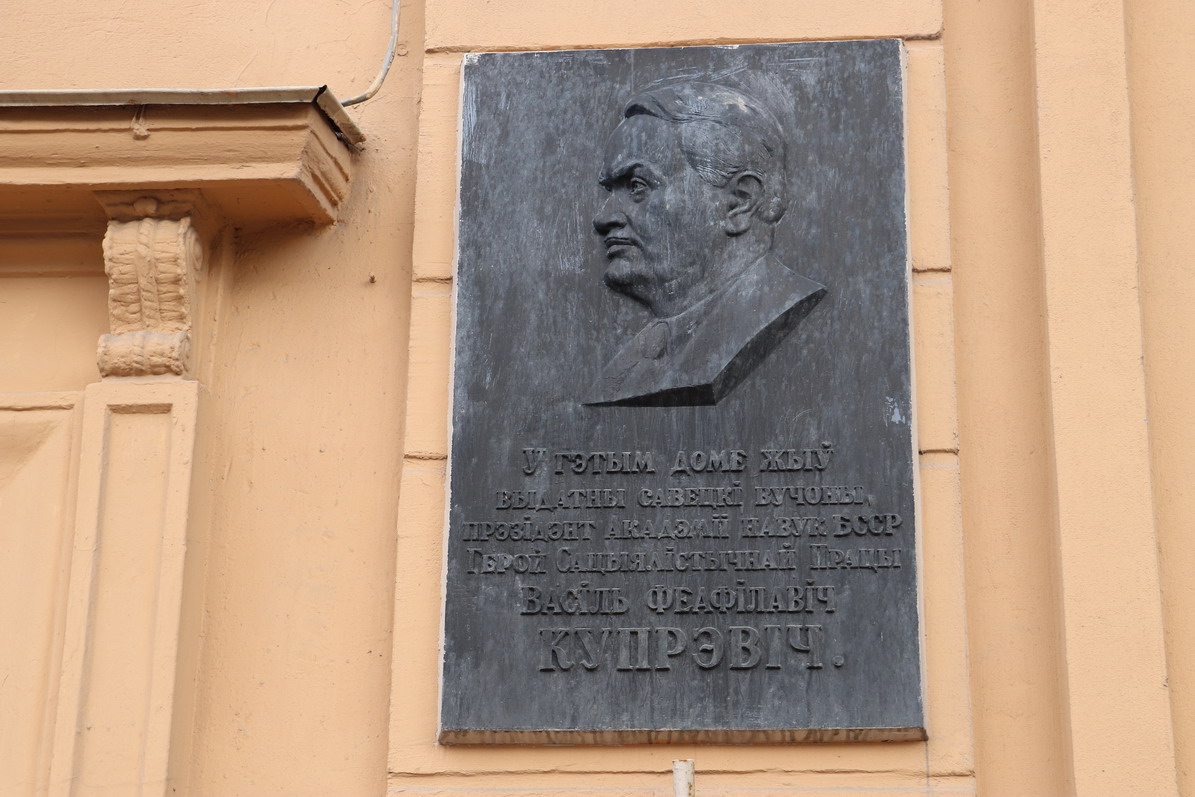 У гэтым доме жыў
выдатны савецкі вучоны,
прэзідэнт Акадэміі навук БССР
Герой Сацыялістычнай Працы
Васіль Феафілавіч
КУПРЭВІЧ.